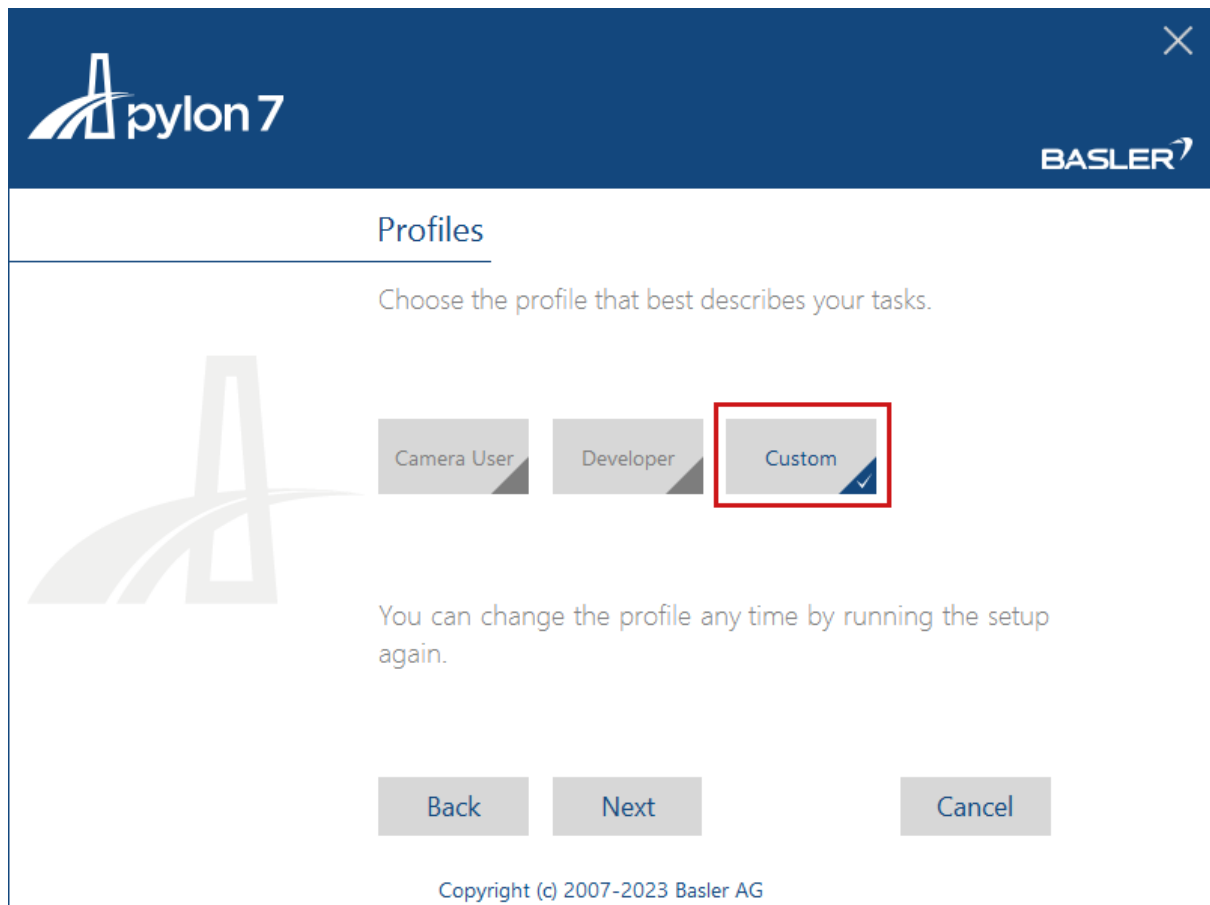 pylon 7
BASLER
Profiles
Choose the profile that best describes your tasks.
Camera User
Developer
Custom
You can change the profile any time by running the setup
again.
Back
Next
Cancel
Copyright (c) 2007-2023 Basler AG